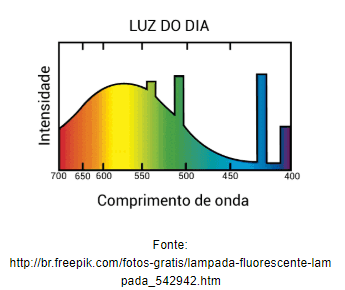 LUZ DO DIA
Intensidade
700 650 600 550 500 450 400
Comprimento de onda
Fonte:
http://br.freepik.com/fotos-gratis/lampada-fluorescente-lam
pada_542942.htm